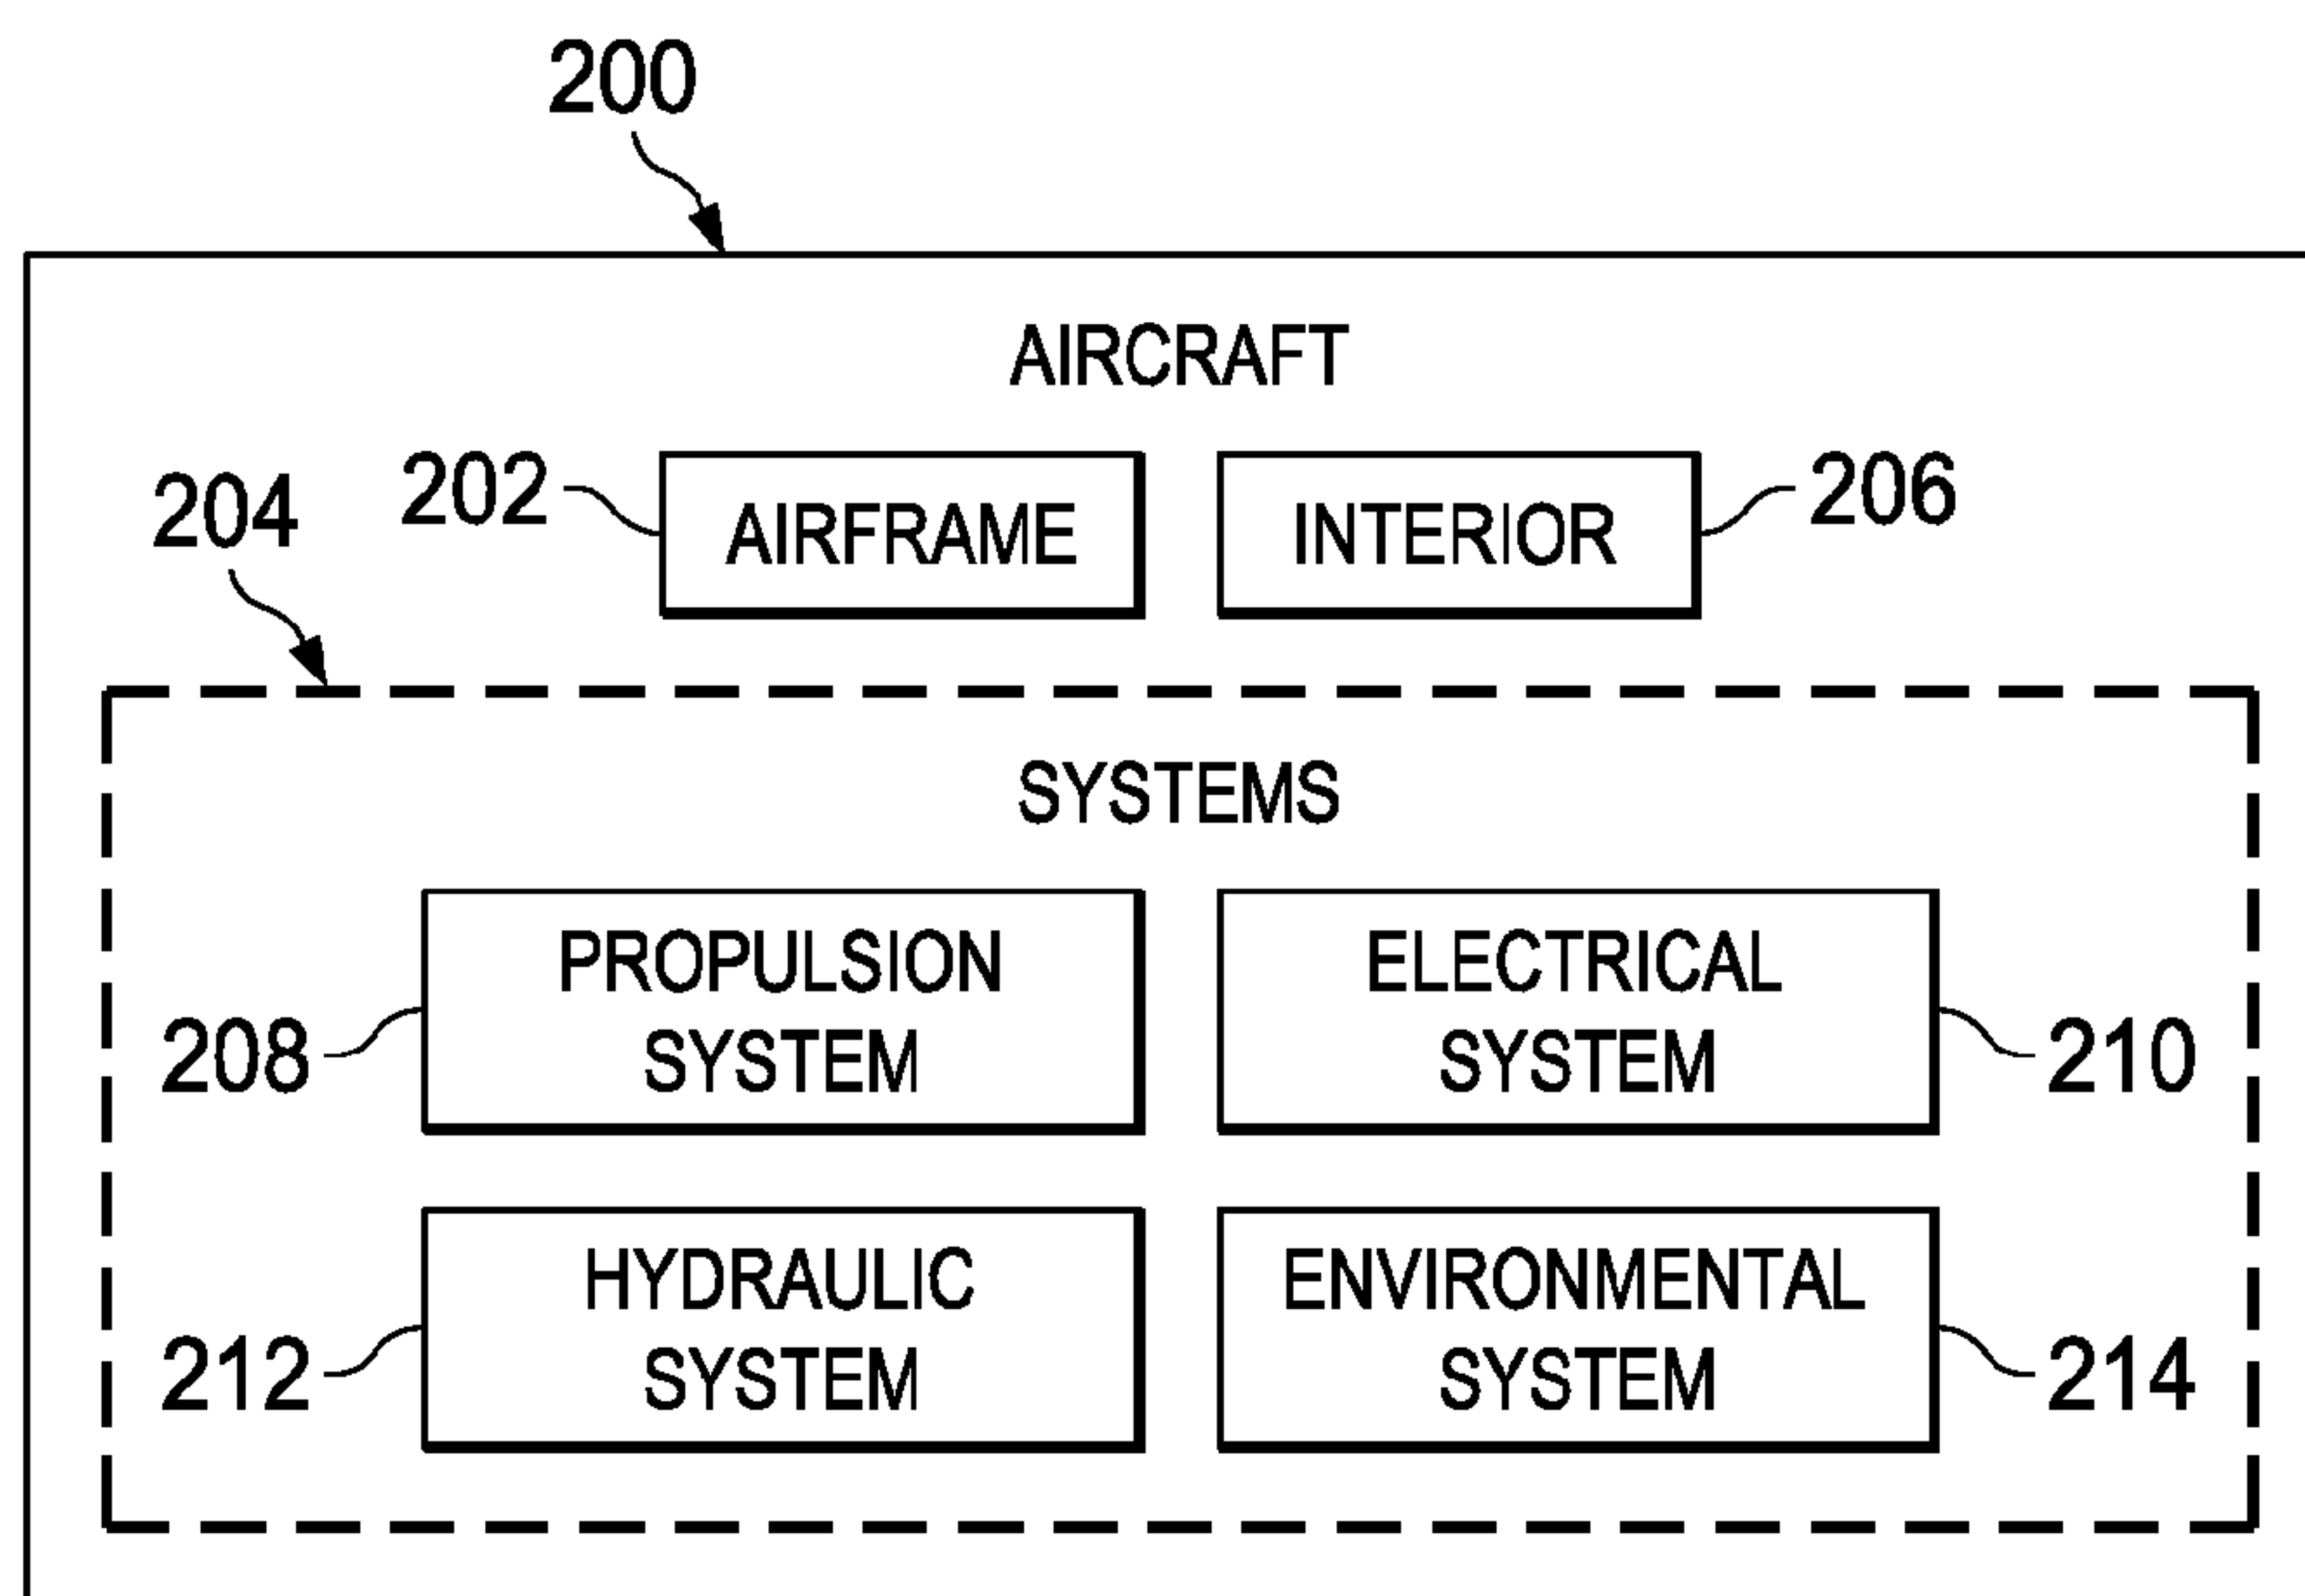 200
AIRCRAFT
202 AIRFRAME INTERIOR 206
204
SYSTEMS
PROPULSION
SYSTEM
208
ELECTRICAL
SYSTEM
210
HYDRAULIC
SYSTEM
212
ENVIRONMENTAL
SYSTEM
214